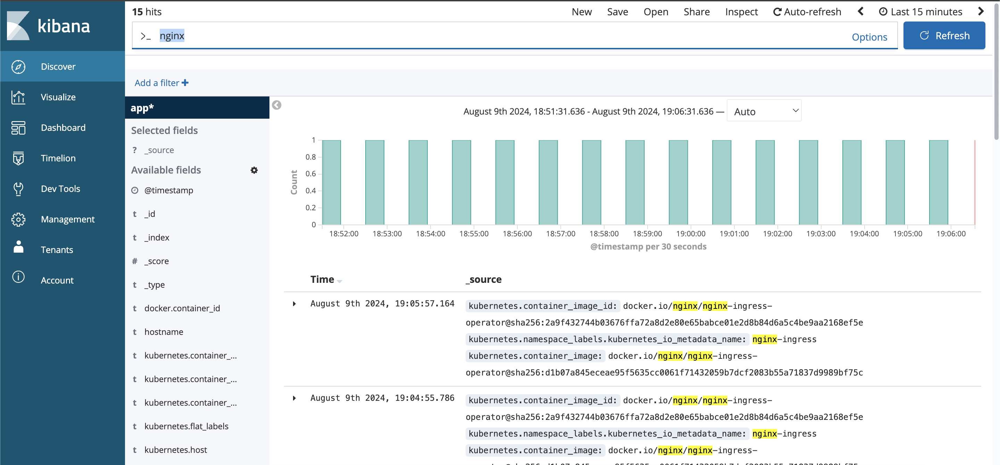 kibana
Discover
Visualize
Dashboard
Timelion
Dev Tools
Management
Tenants
Account
15 hits
New Save Open Share Inspect Auto-refresh Last 15 minutes
>_ nginx Options Refresh
Add a filter +
app*
Selected fields
? _source
Available fields
@timestamp
t _id
t _index
# _score
t _type
t docker.container_id
t hostname
t kubernetes.container_...
t kubernetes.container_...
t kubernetes.container_...
t kubernetes.flat_labels
t kubernetes.host
August 9th 2024, 18:51:31.636 - August 9th 2024, 19:06:31.636 — Auto
Count
1
0.8
0.6
0.4
0.2
0
18:52:00 18:53:00 18:54:00 18:55:00 18:56:00 18:57:00 18:58:00 18:59:00 19:00:00 19:01:00 19:02:00 19:03:00 19:04:00 19:05:00 19:06:00
@timestamp per 30 seconds
Time _source
August 9th 2024, 19:05:57.164 kubernetes.container_image_id: docker.io/nginx/nginx-ingress-
operator@sha256:2a9f432744b03676ffa72a8d2e80e65babce01e2d8b84d6a5c4be9aa2168ef5e
kubernetes.namespace_labels.kubernetes_io_metadata_name: nginx-ingress
kubernetes.container_image: docker.io/nginx/nginx-ingress-
operator@sha256:d1b07a845eceae95f5635cc0061f71432059b7dcf2083b55a71837d9989bf75c
August 9th 2024, 19:04:55.786 kubernetes.container_image_id: docker.io/nginx/nginx-ingress-
operator@sha256:2a9f432744b03676ffa72a8d2e80e65babce01e2d8b84d6a5c4be9aa2168ef5e
kubernetes.namespace_labels.kubernetes_io_metadata_name: nginx-ingress
kubernetes.container_image: docker.io/nginx/nginx-ingress-